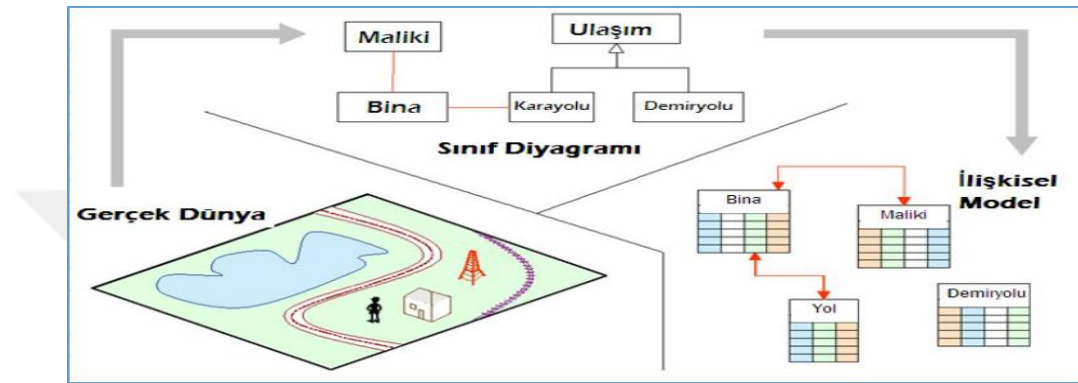 Maliki
Ulaşım
Bina
Karayolu
Demiryolu
Sınıf Diyagramı
Gerçek Dünya
İlişkisel
Model
Bina
Maliki
Yol
Demiryolu